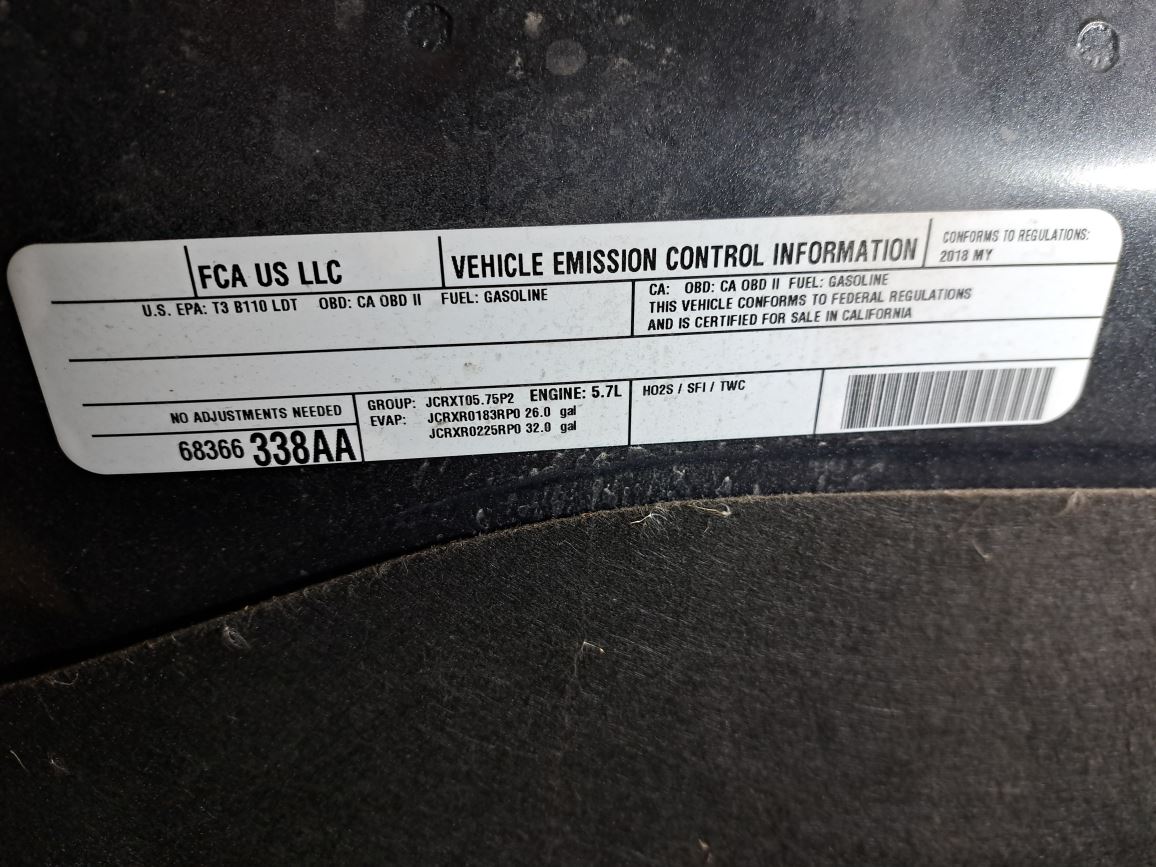 FCA US LLC
VEHICLE EMISSION CONTROL INFORMATION
CONFORMS TO REGULATIONS:
2018 MY
U.S. EPA: T3 B110 LDT OBD: CA OBD II FUEL: GASOLINE
CA: OBD: CA OBD II FUEL: GASOLINE
THIS VEHICLE CONFORMS TO FEDERAL REGULATIONS
AND IS CERTIFIED FOR SALE IN CALIFORNIA
NO ADJUSTMENTS NEEDED
68366 338AA
GROUP: JCRXT05.75P2 ENGINE: 5.7L
EVAP: JCRXR0183RP0 26.0 gal
JCRXR0225RP0 32.0 gal
HO2S / SFI / TWC